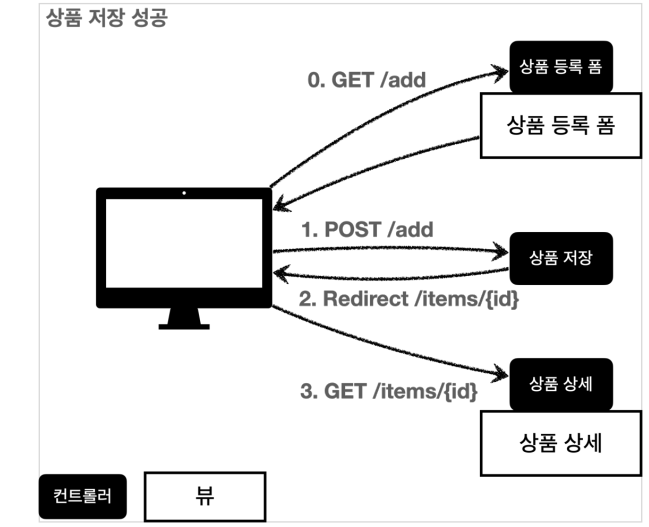 상품 저장 성공
0. GET /add
상품 등록 폼
상품 등록 폼
1. POST /add
상품 저장
2. Redirect /items/{id}
3. GET /items/{id}
상품 상세
상품 상세
컨트롤러
뷰